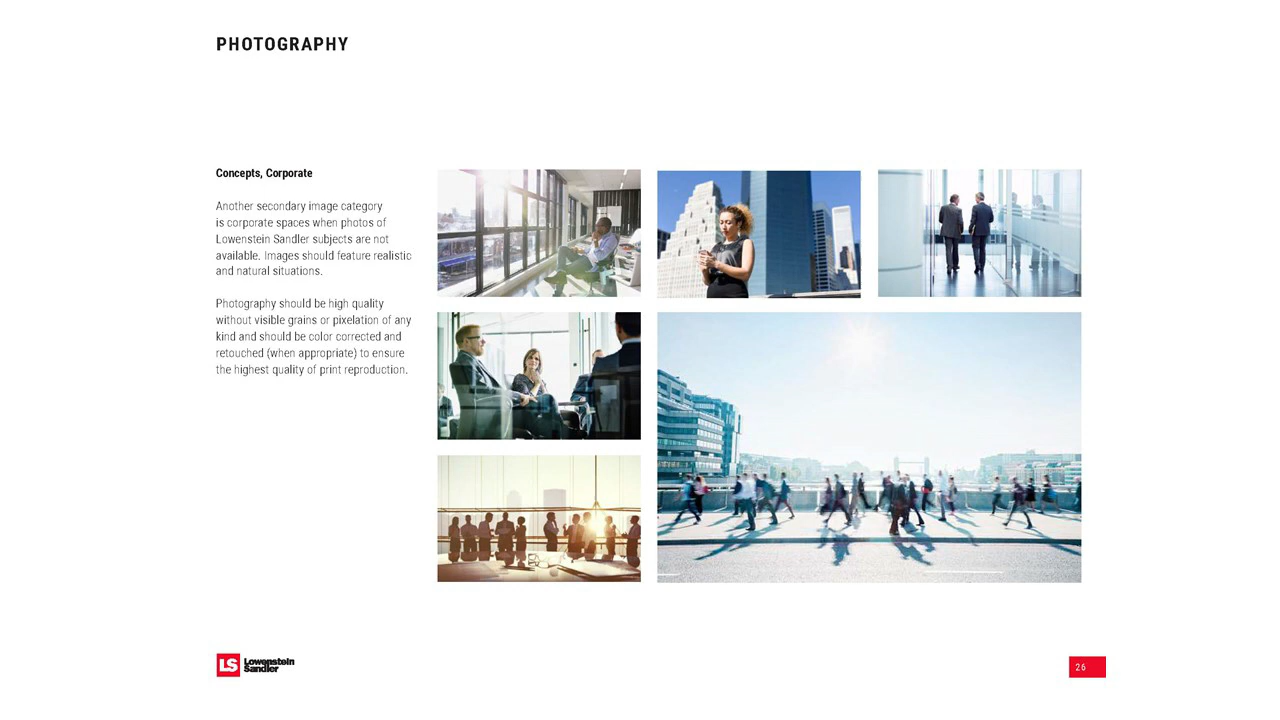 PHOTOGRAPHY
Concepts, Corporate
Another secondary image category
is corporate spaces when photos of
Lowenstein Sandler subjects are not
available. Images should feature realistic
and natural situations.
Photography should be high quality
without visible grains or pixelation of any
kind and should be color corrected and
retouched (when appropriate) to ensure
the highest quality of print reproduction.
LS
Lowenstein
Sandler
26